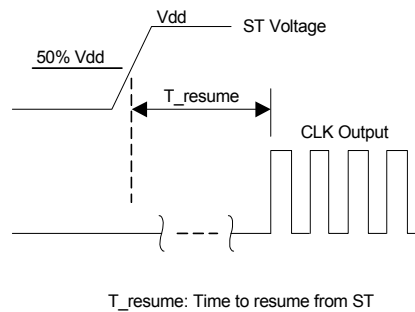 Vdd
ST Voltage
50% Vdd
T_resume
CLK Output
T_resume: Time to resume from ST